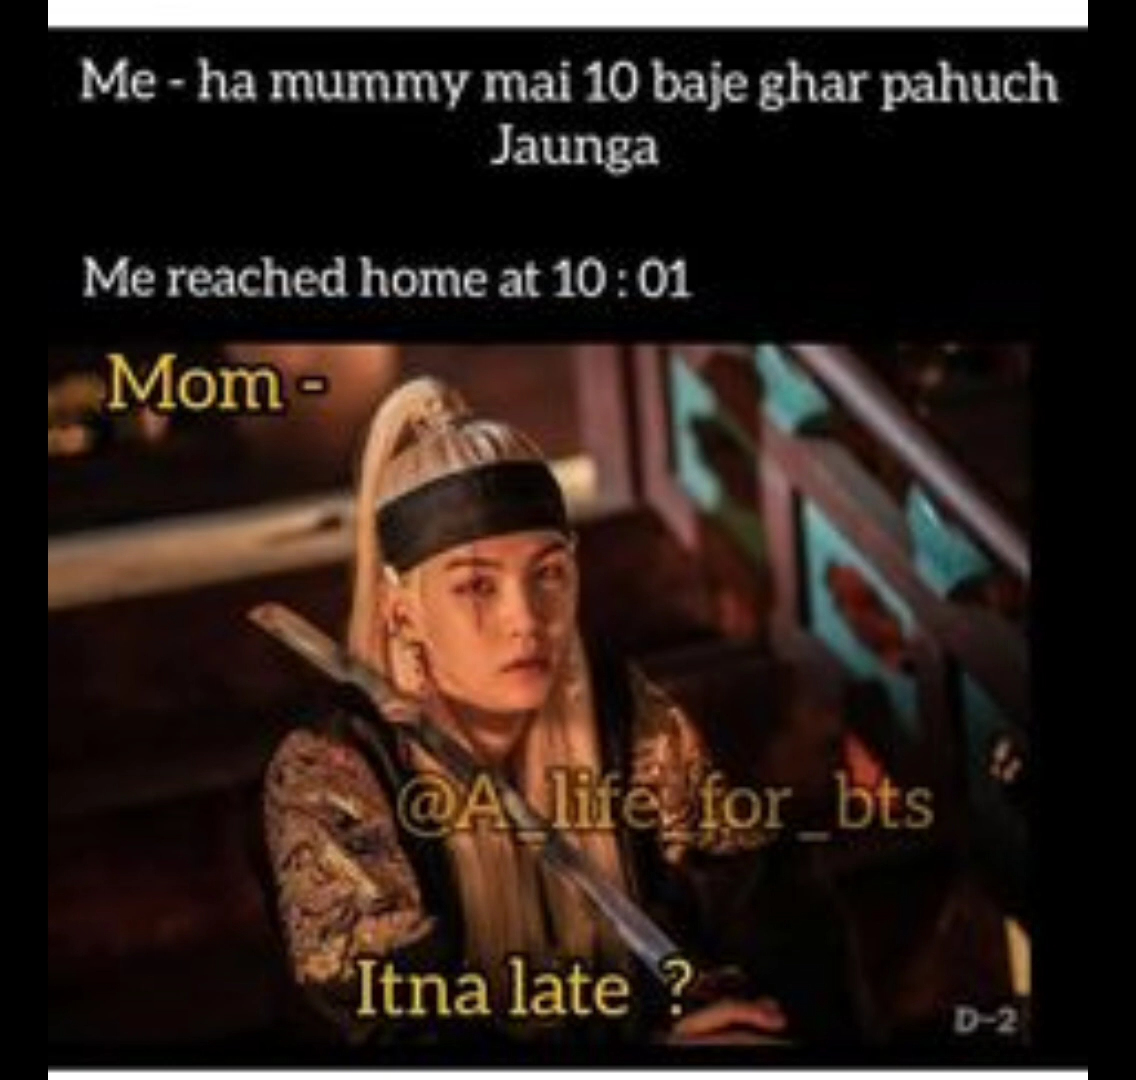 Me - ha mummy mai 10 baje ghar pahuch
Jaunga
Me reached home at 10 : 01
Mom -
@A_life_for_bts
Itna late ?
D-2